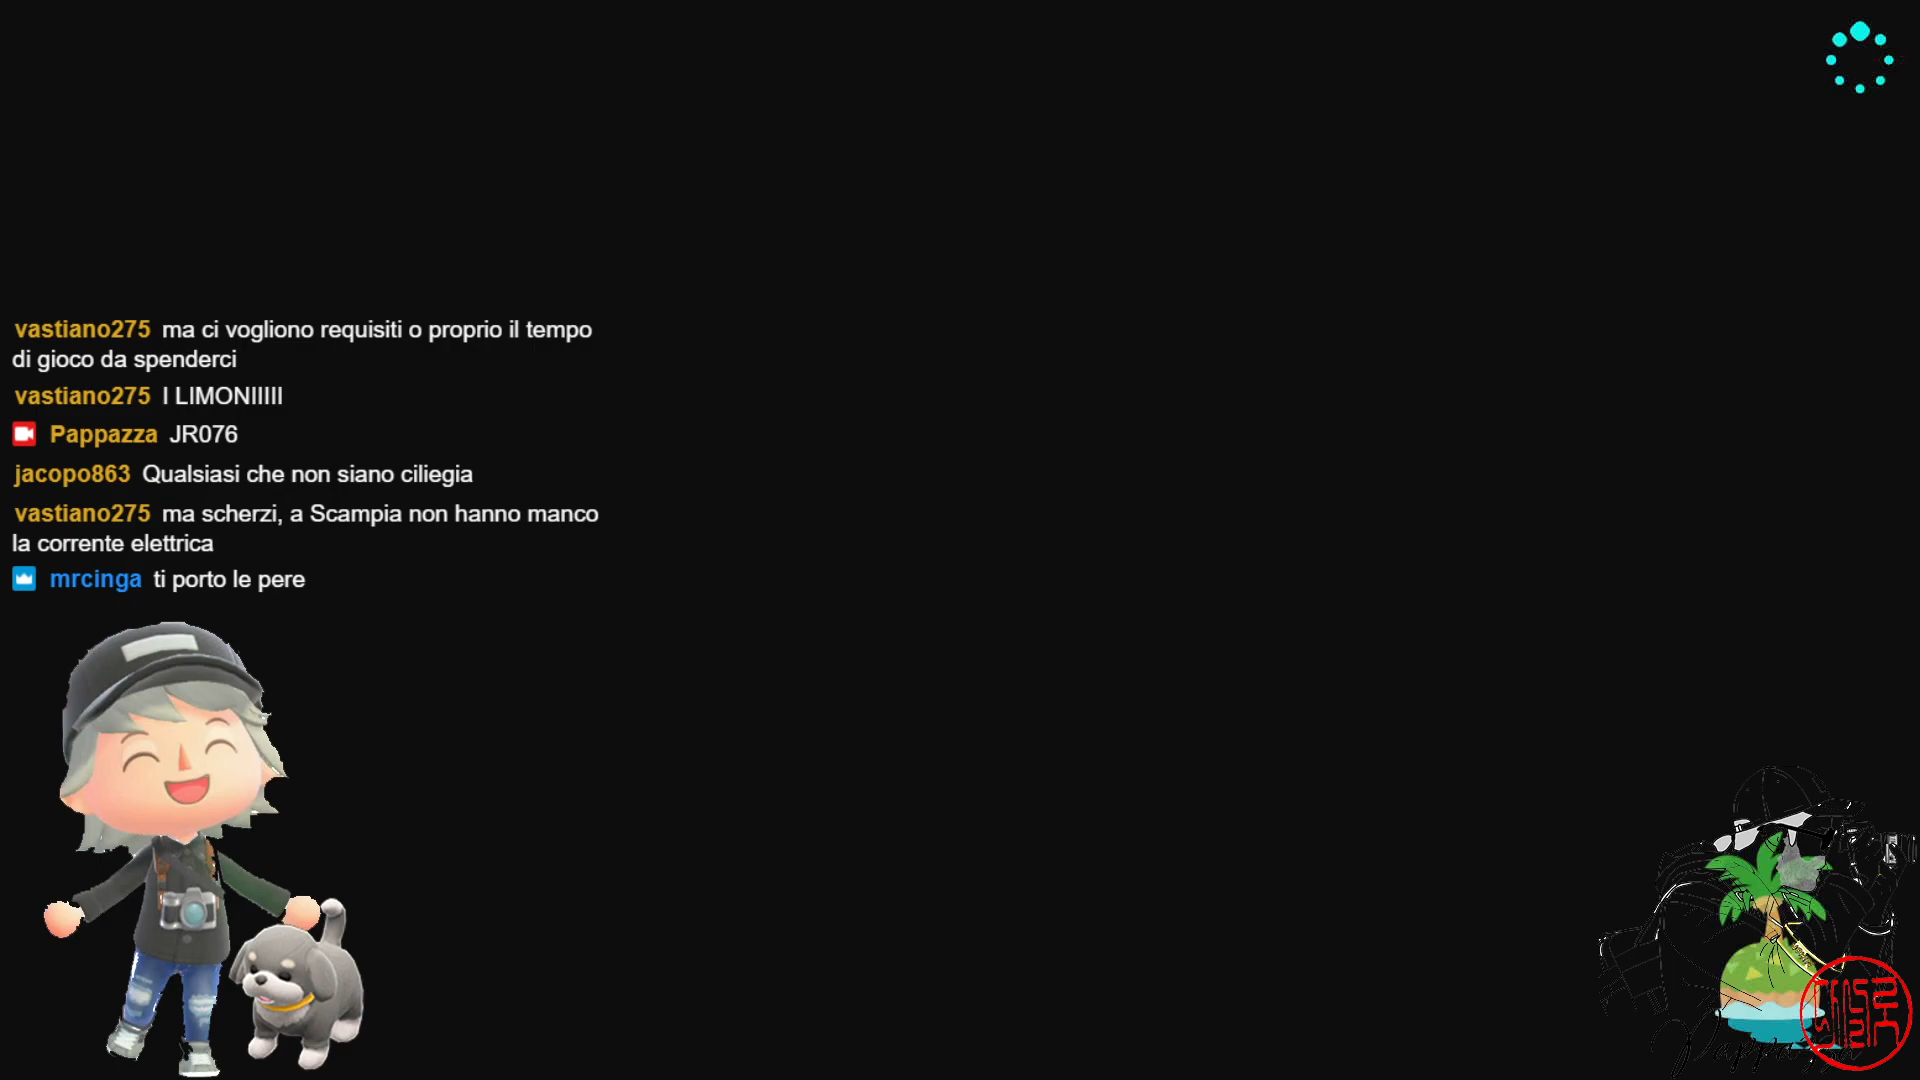 vastiano275 ma ci vogliono requisiti o proprio il tempo
di gioco da spenderci
vastiano275 I LIMONIIIII
Pappazza JR076
jacopo863 Qualsiasi che non siano ciliegia
vastiano275 ma scherzi, a Scampia non hanno manco
la corrente elettrica
mrcinga ti porto le pere